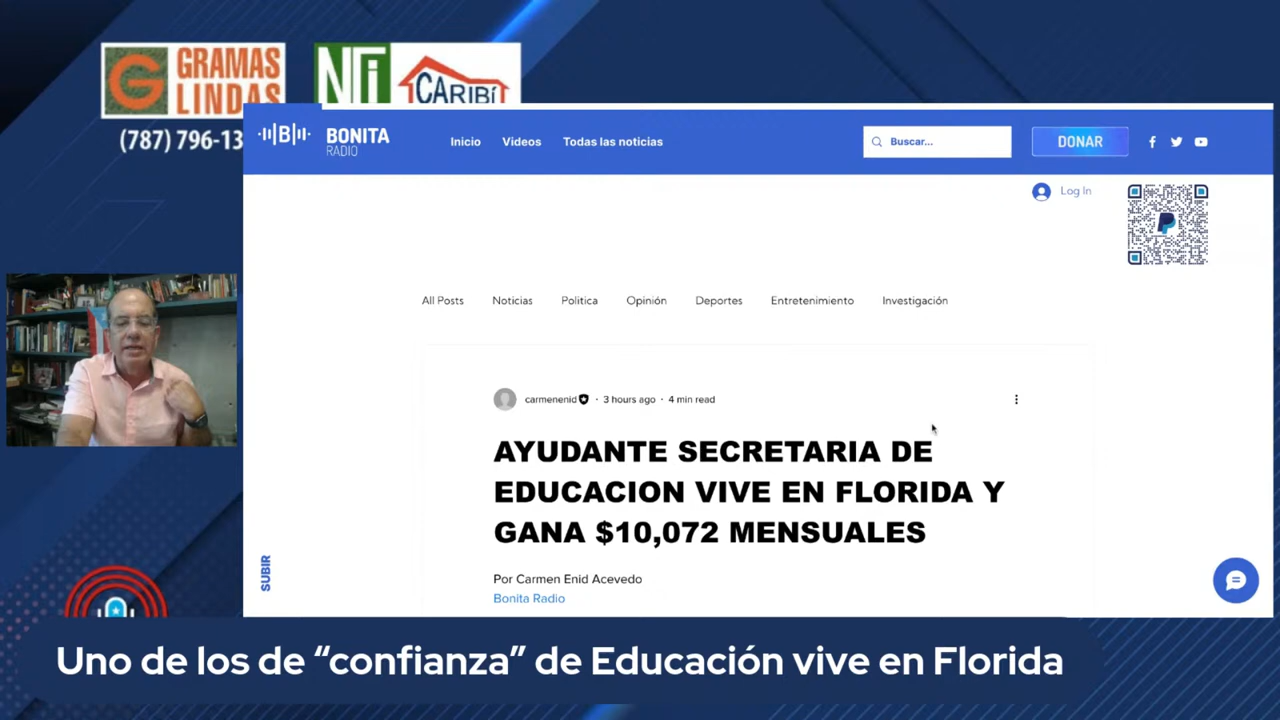 GRAMAS
LINDAS
(787) 796-13
NTi
CARIBÍ
B
BONITA
RADIO
Inicio
Videos
Todas las noticias
Buscar...
DONAR
Log In
All Posts
Noticias
Politica
Opinión
Deportes
Entretenimiento
Investigación
carmenenid · 3 hours ago · 4 min read
AYUDANTE SECRETARIA DE
EDUCACION VIVE EN FLORIDA Y
GANA $10,072 MENSUALES
Por Carmen Enid Acevedo
Bonita Radio
SUBIR
Uno de los de “confianza” de Educación vive en Florida